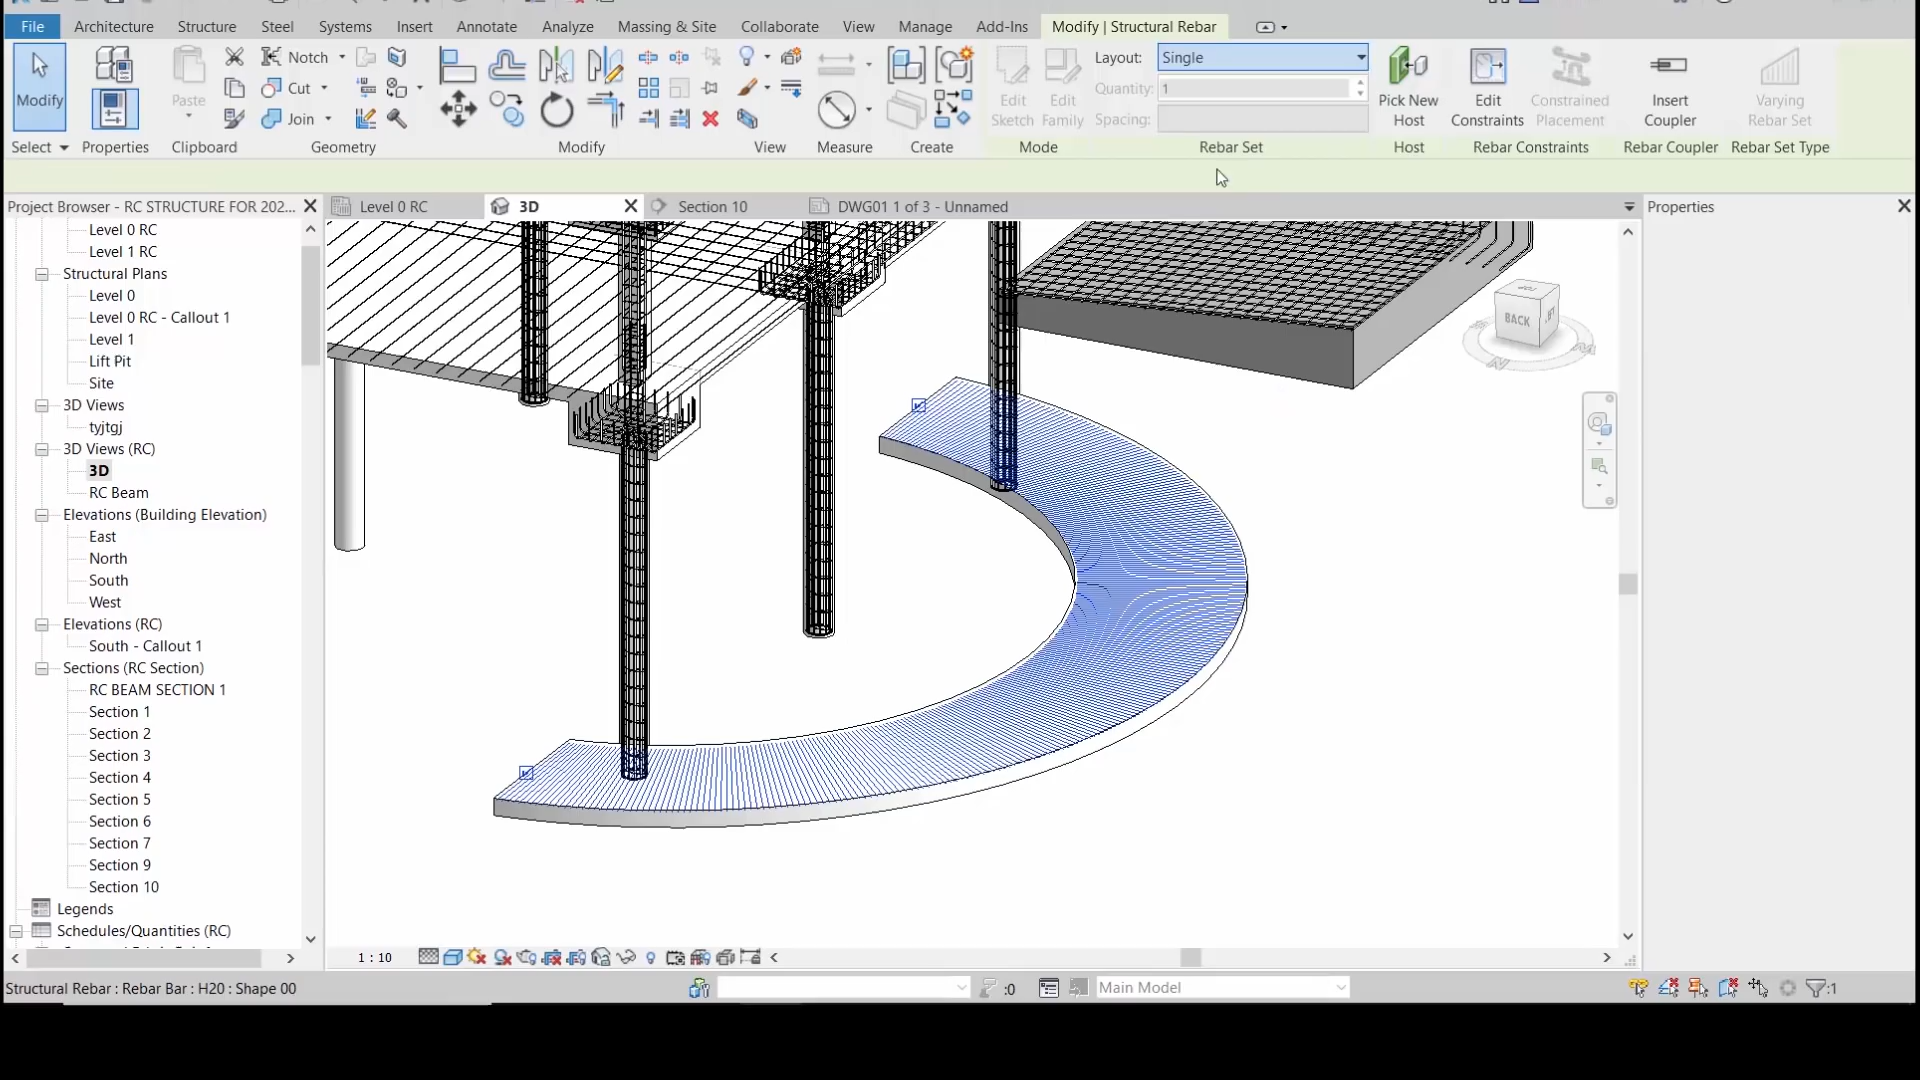 File Architecture Structure Steel Systems Insert Annotate Analyze Massing & Site Collaborate View Manage Add-Ins Modify | Structural Rebar
Modify
Select
Properties
Paste
Clipboard
Notch
Cut
Join
Geometry
Modify
View
Measure
Create
Edit
Sketch
Edit
Family
Mode
Layout: Single
Quantity: 1
Spacing:
Rebar Set
Pick New
Host
Host
Edit
Constraints
Constrained
Placement
Rebar Constraints
Insert
Coupler
Rebar Coupler
Varying
Rebar Set
Rebar Set Type
Project Browser - RC STRUCTURE FOR 202...
Level 0 RC
3D
Section 10
DWG01 1 of 3 - Unnamed
Properties
Level 0 RC
Level 1 RC
Structural Plans
Level 0
Level 0 RC - Callout 1
Level 1
Lift Pit
Site
3D Views
tyjtgj
3D Views (RC)
3D
RC Beam
Elevations (Building Elevation)
East
North
South
West
Elevations (RC)
South - Callout 1
Sections (RC Section)
RC BEAM SECTION 1
Section 1
Section 2
Section 3
Section 4
Section 5
Section 6
Section 7
Section 9
Section 10
Legends
Schedules/Quantities (RC)
BACK
1 : 10
Structural Rebar : Rebar Bar : H20 : Shape 00
:0
Main Model
:1